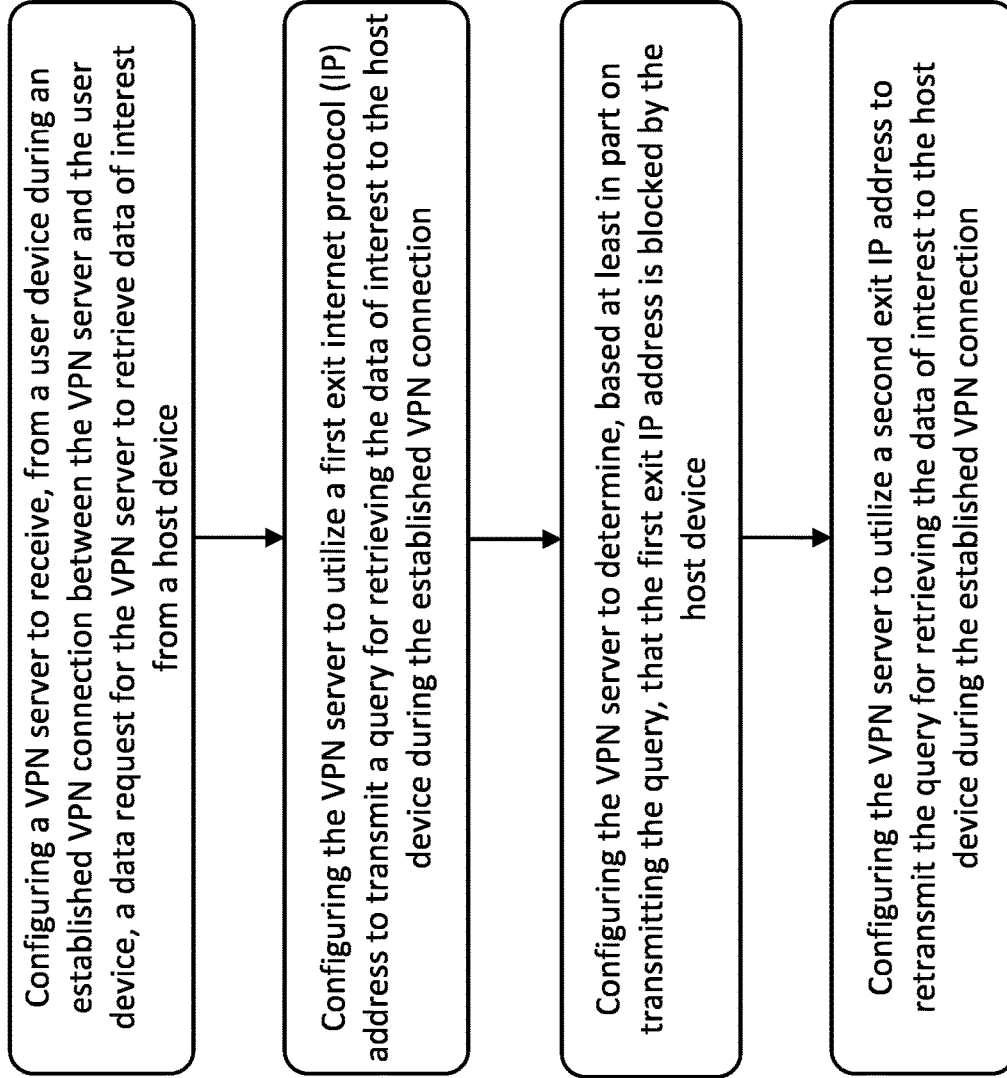 Configuring a VPN server to receive, from a user device during an
established VPN connection between the VPN server and the user
device, a data request for the VPN server to retrieve data of interest
from a host device
Configuring the VPN server to utilize a first exit internet protocol (IP)
address to transmit a query for retrieving the data of interest to the host
device during the established VPN connection
Configuring the VPN server to determine, based at least in part on
transmitting the query, that the first exit IP address is blocked by the
host device
Configuring the VPN server to utilize a second exit IP address to
retransmit the query for retrieving the data of interest to the host
device during the established VPN connection